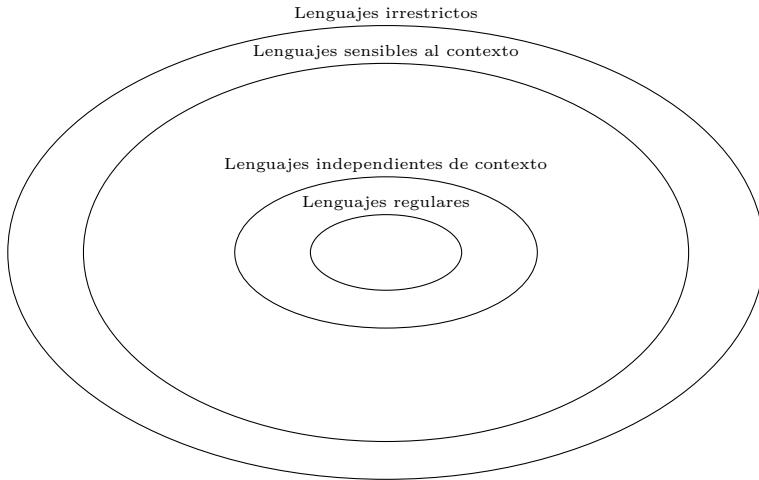 Lenguajes irrestrictos
Lenguajes sensibles al contexto
Lenguajes independientes de contexto
Lenguajes regulares